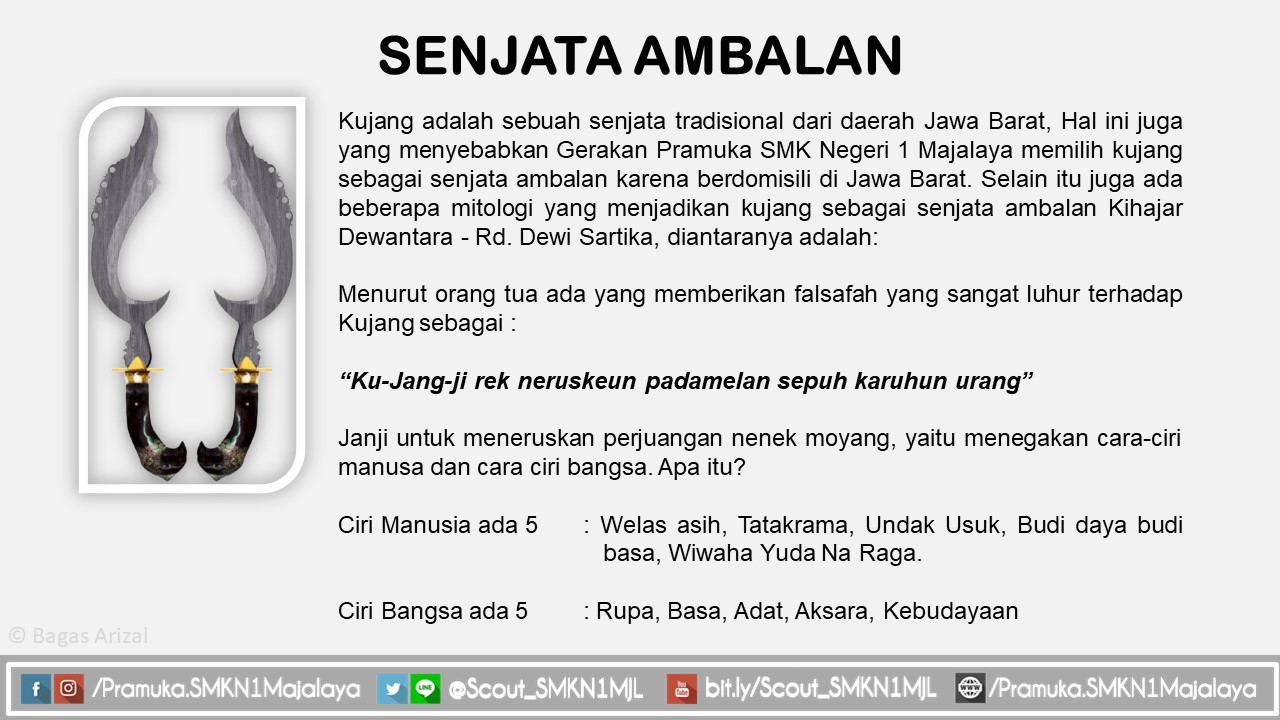 SENJATA AMBALAN
Kujang adalah sebuah senjata tradisional dari daerah Jawa Barat, Hal ini juga
yang menyebabkan Gerakan Pramuka SMK Negeri 1 Majalaya memilih kujang
sebagai senjata ambalan karena berdomisili di Jawa Barat. Selain itu juga ada
beberapa mitologi yang menjadikan kujang sebagai senjata ambalan Kihajar
Dewantara - Rd. Dewi Sartika, diantaranya adalah:
Menurut orang tua ada yang memberikan falsafah yang sangat luhur terhadap
Kujang sebagai :
“Ku-Jang-ji rek neruskeun padamelan sepuh karuhun urang”
Janji untuk meneruskan perjuangan nenek moyang, yaitu menegakan cara-ciri
manusa dan cara ciri bangsa. Apa itu?
Ciri Manusia ada 5 : Welas asih, Tatakrama, Undak Usuk, Budi daya budi
basa, Wiwaha Yuda Na Raga.
Ciri Bangsa ada 5 : Rupa, Basa, Adat, Aksara, Kebudayaan
© Bagas Arizal
/Pramuka.SMKN1Majalaya @Scout_SMKN1MJL You Tube bit.ly/Scout_SMKN1MJL WWW /Pramuka.SMKN1Majalaya